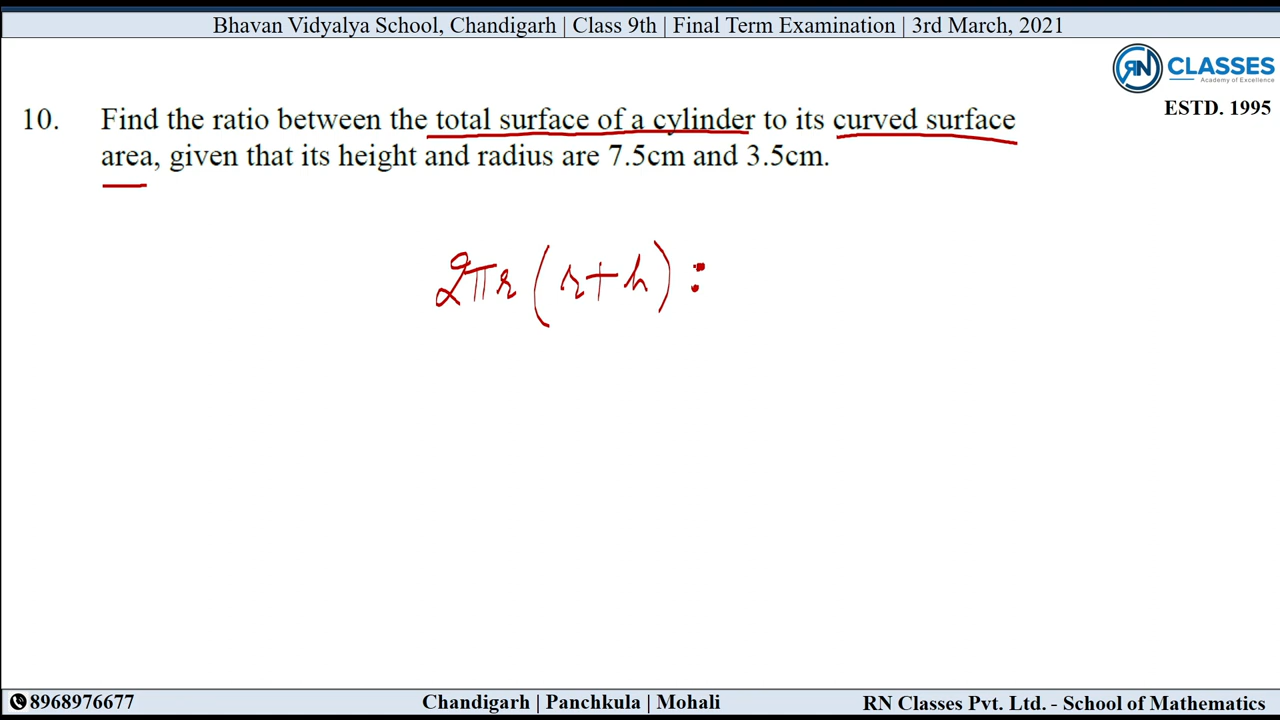 Bhavan Vidyalya School, Chandigarh | Class 9th | Final Term Examination | 3rd March, 2021
RN CLASSES
Academy of Excellence
ESTD. 1995
10. Find the ratio between the total surface of a cylinder to its curved surface
area, given that its height and radius are 7.5cm and 3.5cm.
2πr(r+h) :
8968976677
Chandigarh | Panchkula | Mohali
RN Classes Pvt. Ltd. - School of Mathematics